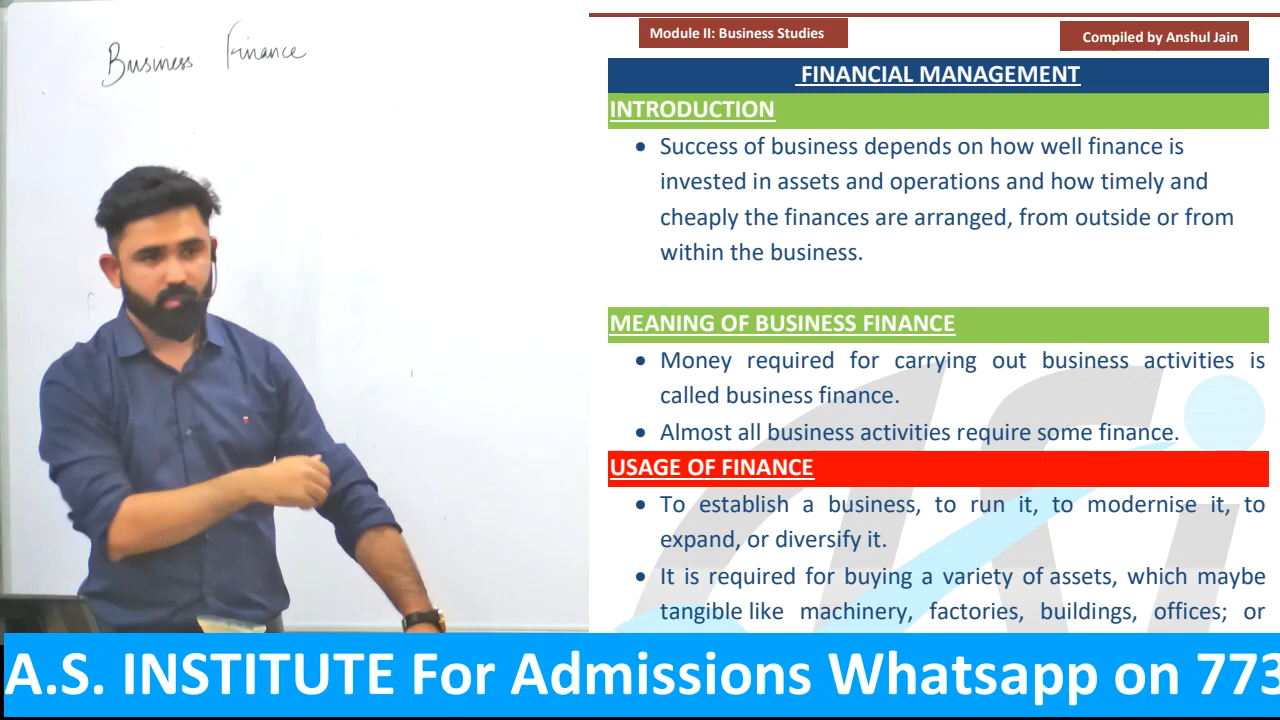 Business Finance
Module II: Business Studies
Compiled by Anshul Jain
FINANCIAL MANAGEMENT
INTRODUCTION
• Success of business depends on how well finance is
invested in assets and operations and how timely and
cheaply the finances are arranged, from outside or from
within the business.
MEANING OF BUSINESS FINANCE
• Money required for carrying out business activities is
called business finance.
• Almost all business activities require some finance.
USAGE OF FINANCE
• To establish a business, to run it, to modernise it, to
expand, or diversify it.
• It is required for buying a variety of assets, which maybe
tangible like machinery, factories, buildings, offices; or
A.S. INSTITUTE For Admissions Whatsapp on 773